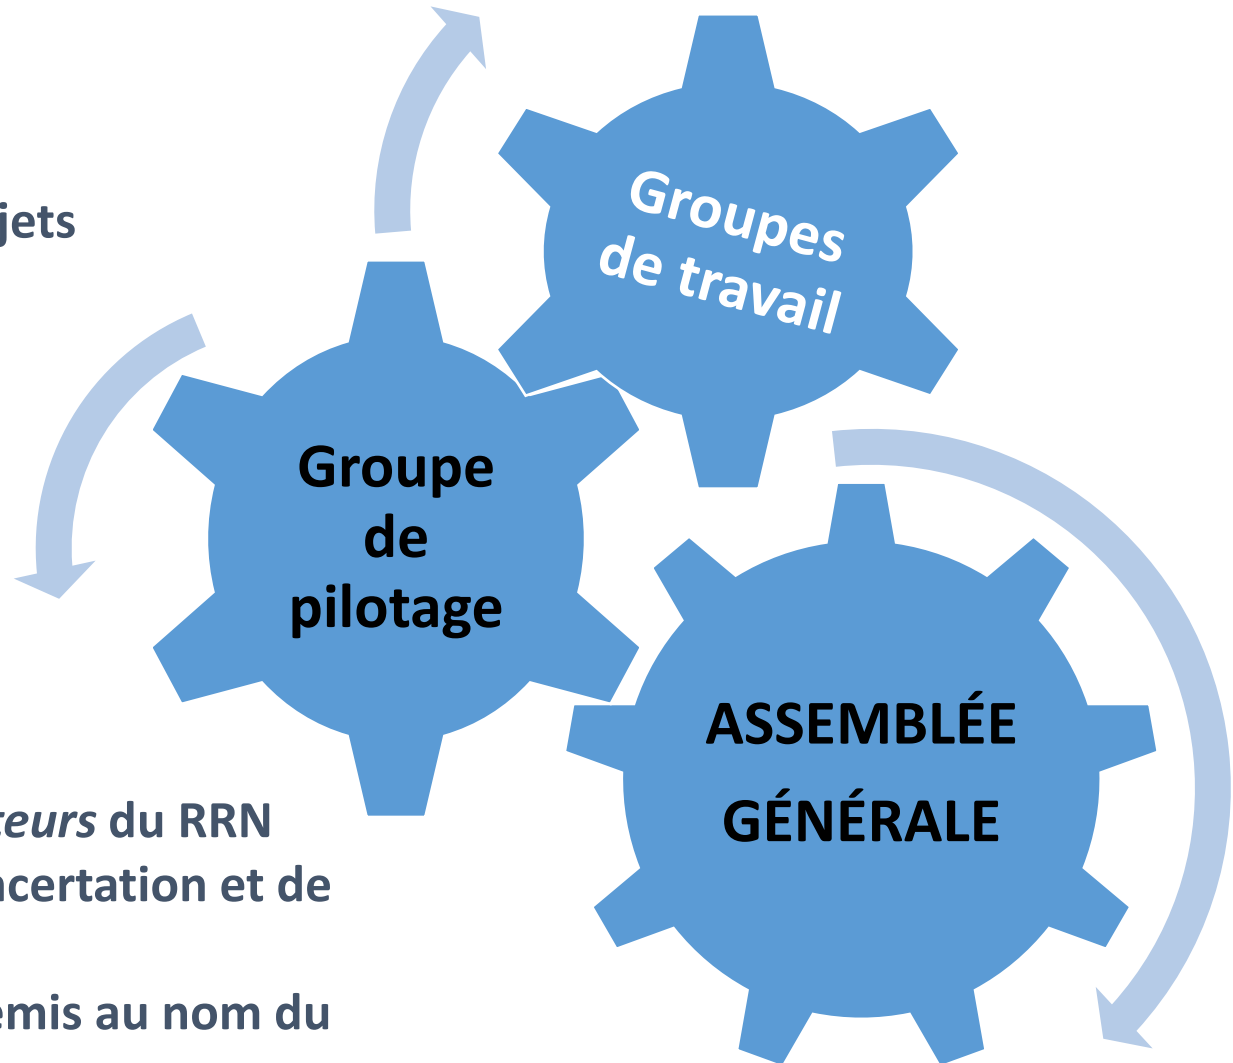 jets
Groupes
de travail
Groupe
de
pilotage
ASSEMBLÉE
GÉNÉRALE
teurs du RRN
ncertation et de
emis au nom du